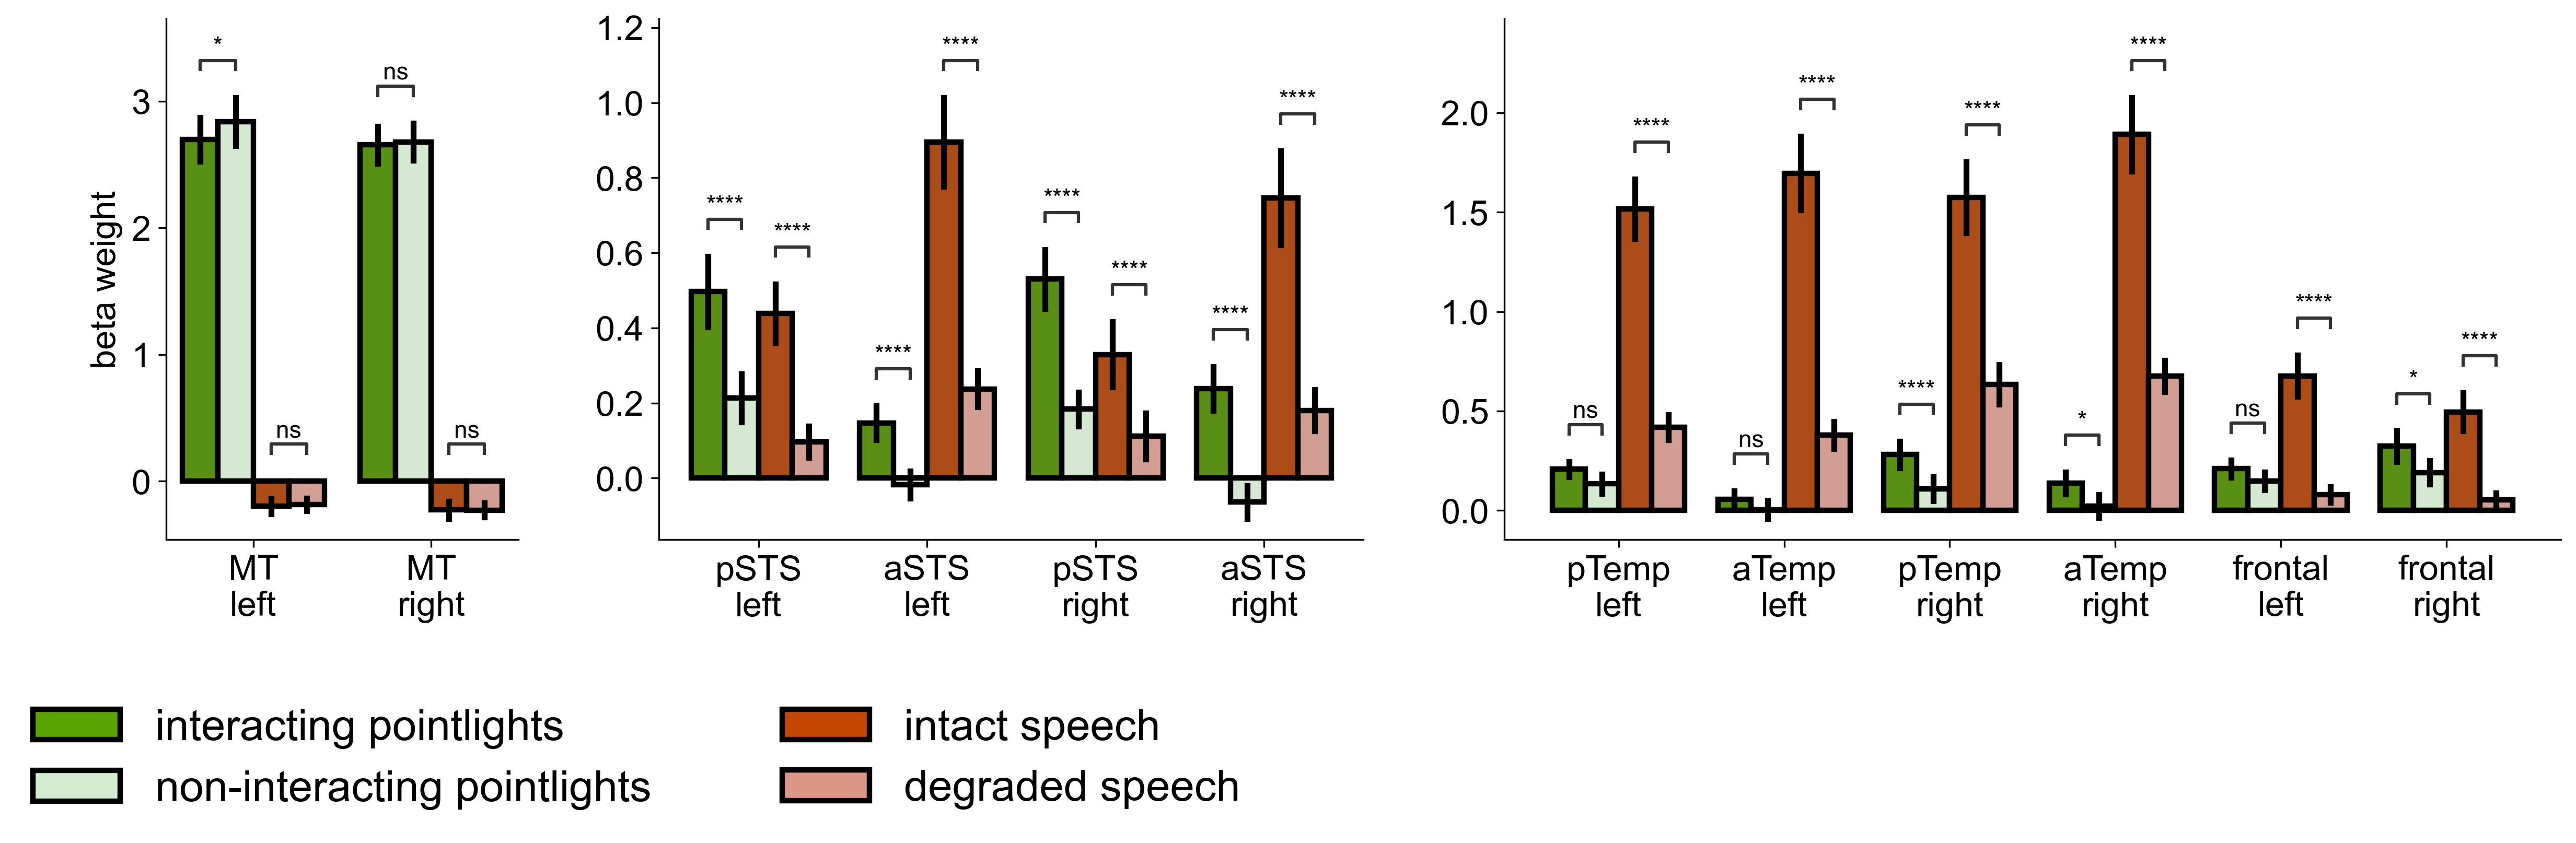 beta weight
3
2
1
0
*
ns
ns
ns
MT left
MT right
1.2
1.0
0.8
0.6
0.4
0.2
0.0
****
****
****
****
****
****
****
****
pSTS left
aSTS left
pSTS right
aSTS right
2.0
1.5
1.0
0.5
0.0
ns
****
ns
****
****
****
*
****
ns
****
*
****
pTemp left
aTemp left
pTemp right
aTemp right
frontal left
frontal right
interacting pointlights
non-interacting pointlights
intact speech
degraded speech